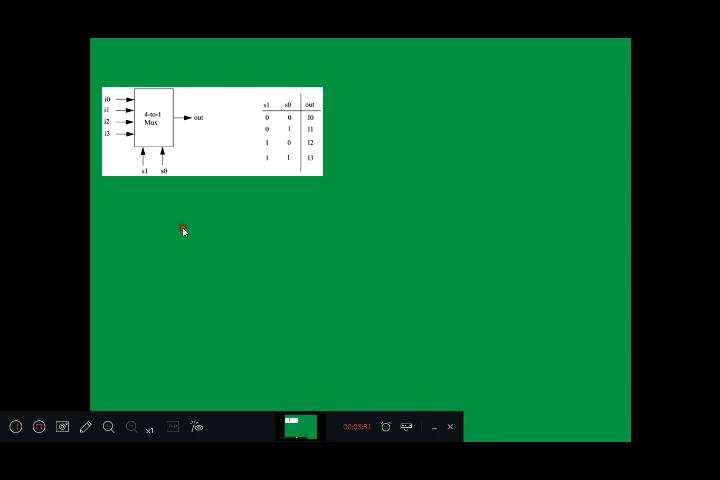 i0
i1
i2
i3
4-to-1
Mux
out
s1 s0
s1 s0 out
0 0 I0
0 1 I1
1 0 I2
1 1 I3
x1
00:08:31